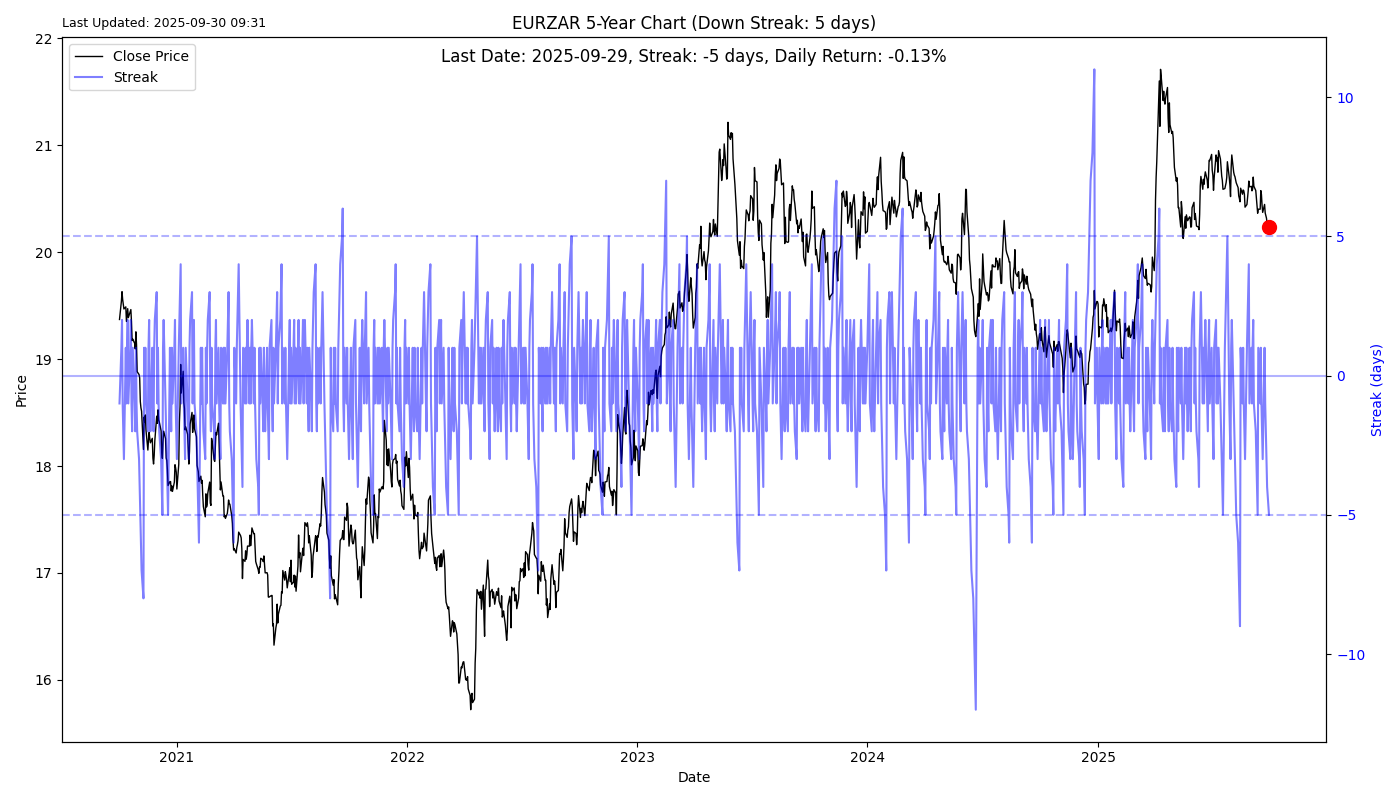 Last Updated: 2025-09-30 09:31
EURZAR 5-Year Chart (Down Streak: 5 days)
Last Date: 2025-09-29, Streak: -5 days, Daily Return: -0.13%
Close Price
Streak
22
21
20
19
18
17
16
Price
10
5
0
−5
−10
Streak (days)
2021
2022
2023
2024
2025
Date